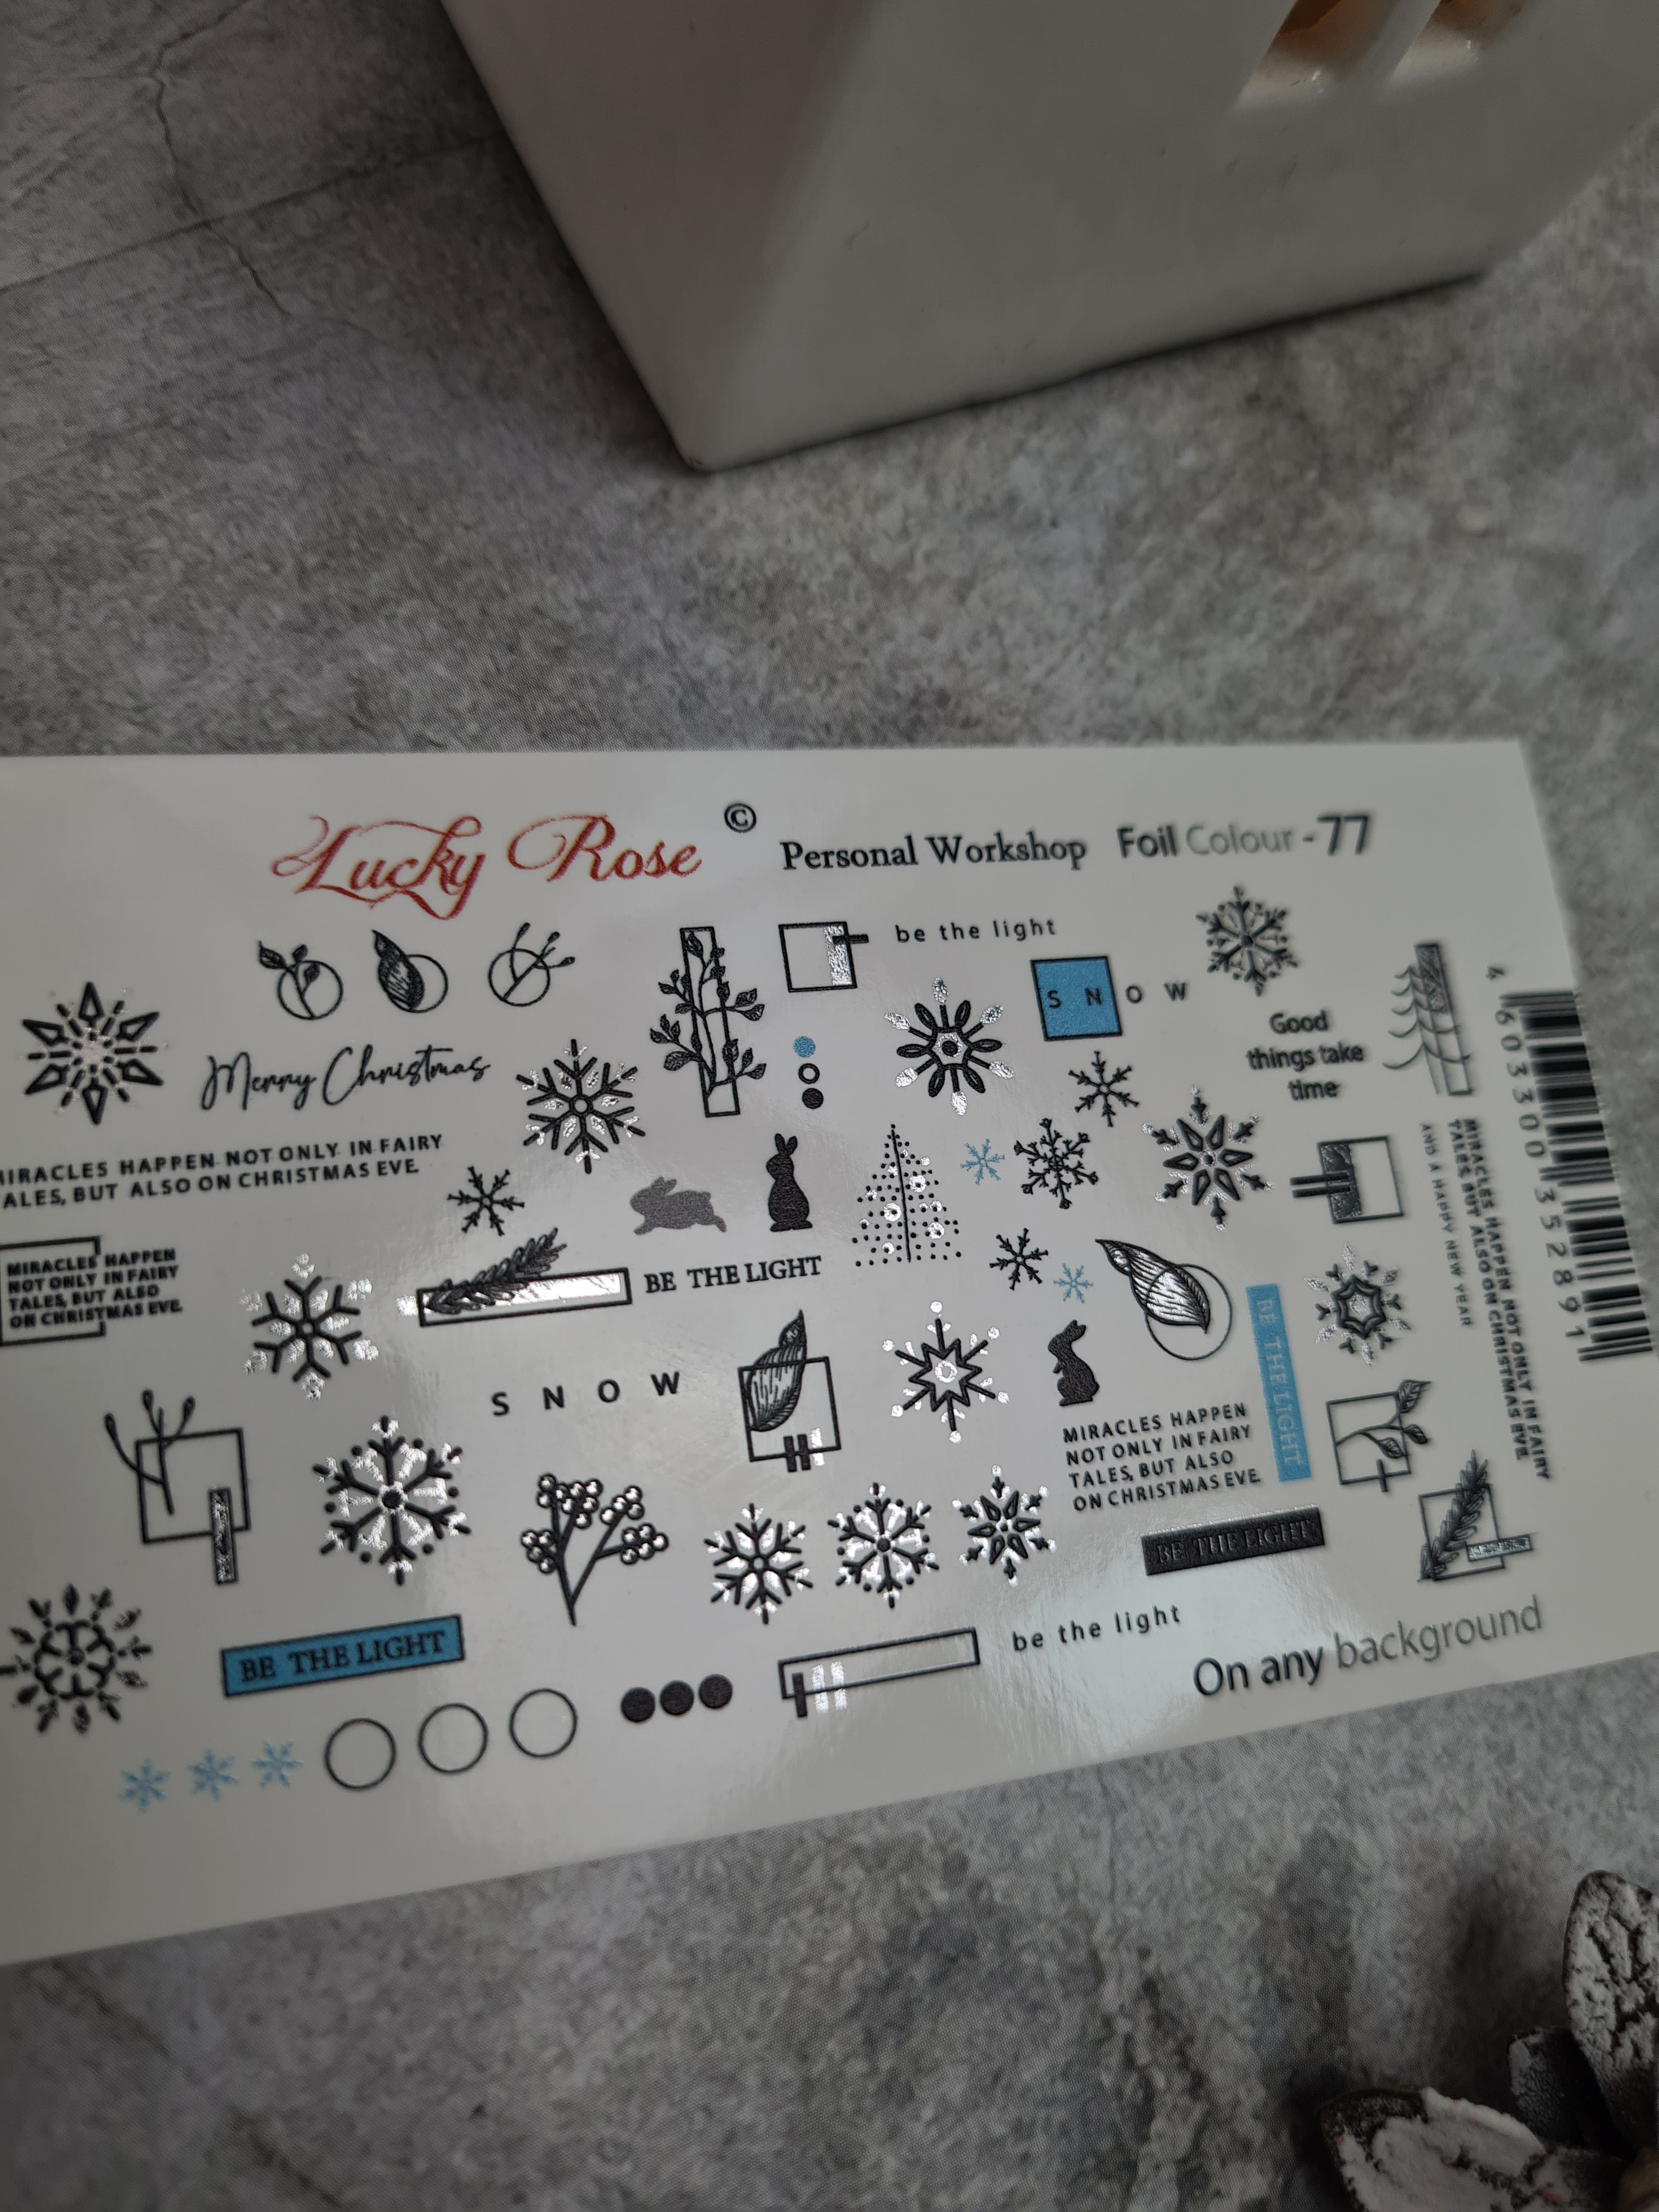 Lucky Rose © Personal Workshop Foil Colour - 77
be the light
S N O W
Good
things take
time
Merry Christmas
MIRACLES HAPPEN NOT ONLY IN FAIRY
TALES, BUT ALSO ON CHRISTMAS EVE.
MIRACLES HAPPEN
NOT ONLY IN FAIRY
TALES, BUT ALSO
ON CHRISTMAS EVE.
BE THE LIGHT
S N O W
MIRACLES HAPPEN
NOT ONLY IN FAIRY
TALES, BUT ALSO
ON CHRISTMAS EVE.
BE THE LIGHT
BE THE LIGHT
BE THE LIGHT
be the light
On any background
MIRACLES HAPPEN NOT ONLY IN FAIRY
TALES, BUT ALSO ON CHRISTMAS EVE.
AND A HAPPY NEW YEAR
4 603300 352891